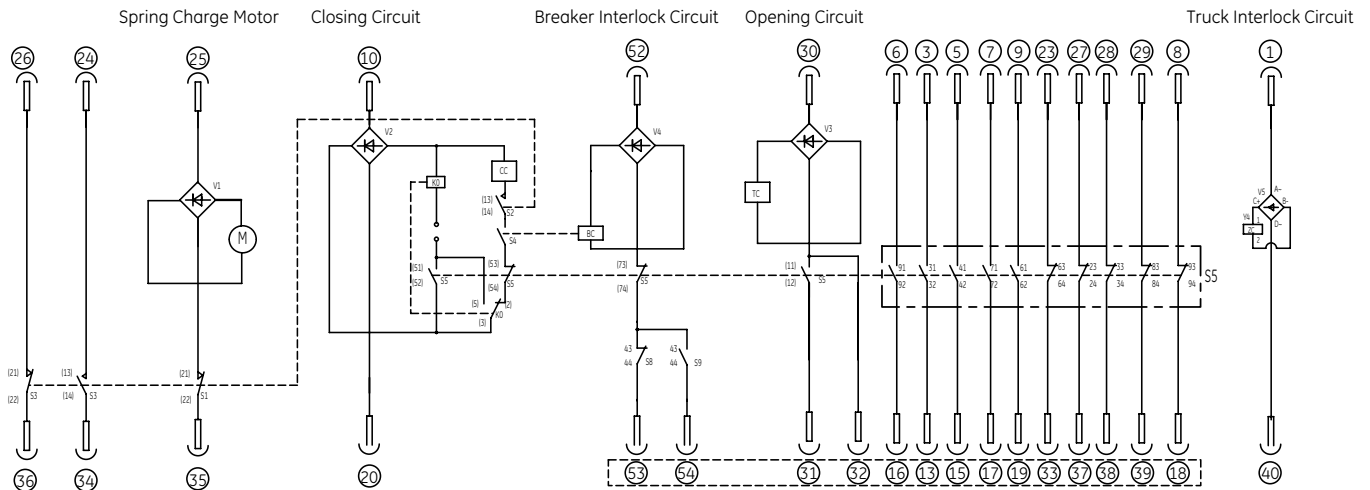 Spring Charge Motor Closing Circuit Breaker Interlock Circuit Opening Circuit Truck Interlock Circuit
26 24 25 10 52 30 6 3 5 7 9 23 27 28 29 8 1
V2 V4 V3
CC
K0
V1
TC
V5 A~
C+ B-
Y4 1
ZC
2
D~
(13)
(14) S2
M
S4 BC
(51) (53) (73) (11) 91 31 41 71 61 63 23 33 83 93
(52) S5 (54) S5 (74) S5 (12) S5 92 32 42 72 62 64 24 34 84 94 S5
(5) (2)
K0
(3)
43 43
44 S8 44 S9
(21) (13) (21)
S3 S3 S1
(22) (14) (22)
36 34 35 20 53 54 31 32 16 13 15 17 19 33 37 38 39 18 40